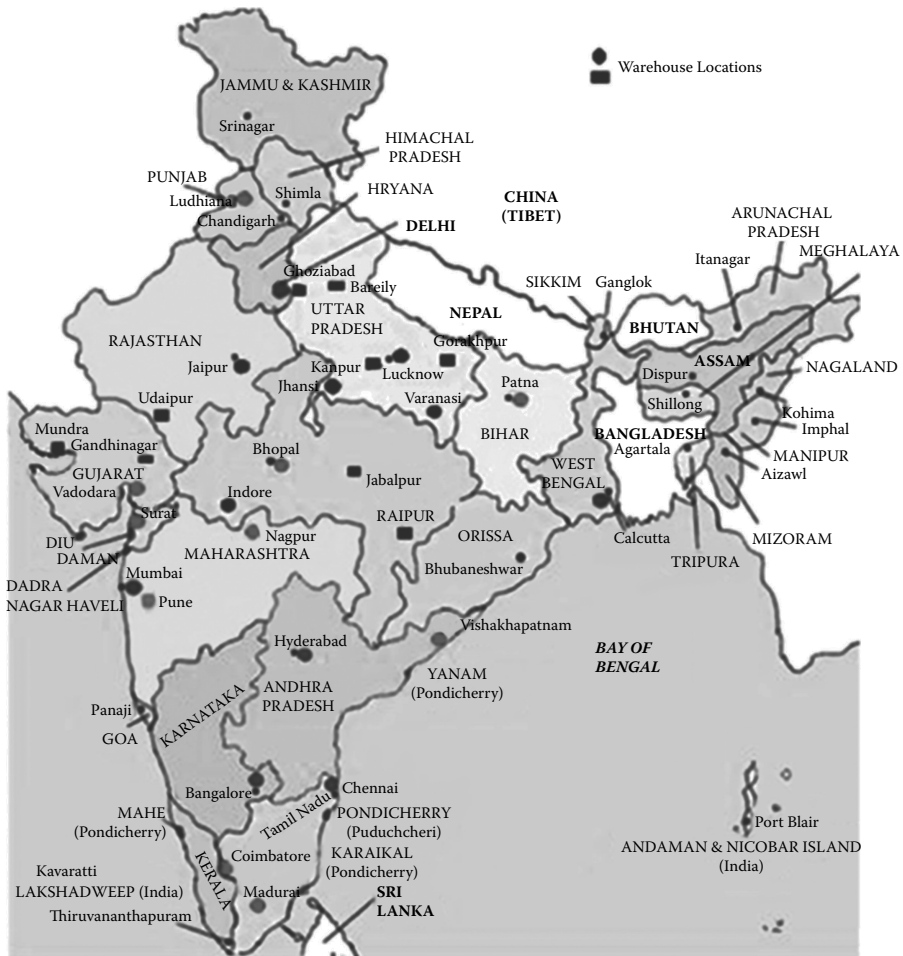 Warehouse Locations
JAMMU & KASHMIR
Srinagar
HIMACHAL
PRADESH
PUNJAB
Ludhiana
Shimla
HRYANA
Chandigarh
CHINA
(TIBET)
DELHI
ARUNACHAL
PRADESH
MEGHALAYA
Itanagar
Ghoziabad
Bareily
SIKKIM
Ganglok
UTTAR
PRADESH
NEPAL
BHUTAN
RAJASTHAN
Gorakhpur
Jaipur
Kanpur
Lucknow
ASSAM
NAGALAND
Dispur
Jhansi
Patna
Shillong
Udaipur
Varanasi
Kohima
Imphal
Mundra
Gandhinagar
BIHAR
BANGLADESH
Agartala
MANIPUR
Aizawl
Bhopal
GUJARAT
Vadodara
Jabalpur
WEST
BENGAL
Indore
Surat
RAIPUR
Nagpur
ORISSA
Calcutta
MIZORAM
DIU
DAMAN
MAHARASHTRA
TRIPURA
Bhubaneshwar
DADRA
NAGAR HAVELI
Mumbai
Pune
Vishakhapatnam
Hyderabad
BAY OF
BENGAL
YANAM
(Pondicherry)
KARNATAKA
ANDHRA
PRADESH
Panaji
GOA
Bangalore
Chennai
Tamil Nadu
MAHE
(Pondicherry)
PONDICHERRY
(Puduchcheri)
Port Blair
ANDAMAN & NICOBAR ISLAND
(India)
KERALA
Coimbatore
KARAIKAL
(Pondicherry)
Kavaratti
LAKSHADWEEP (India)
Madurai
SRI
LANKA
Thiruvananthapuram